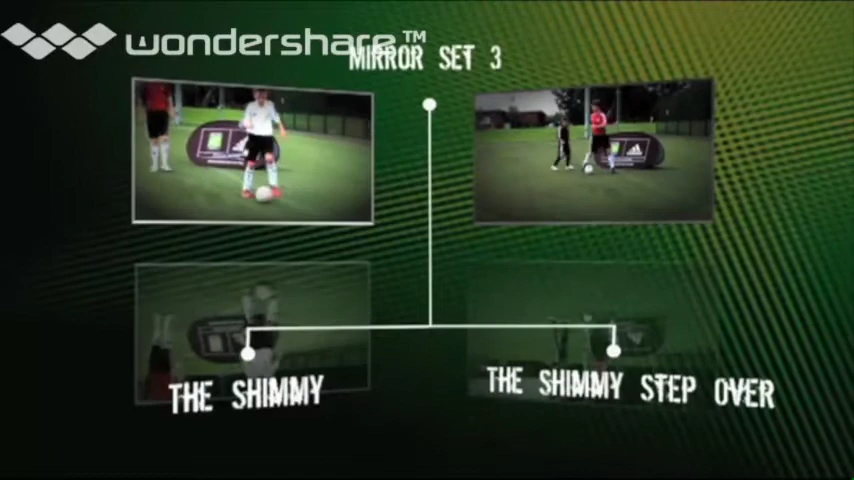 wondershare™
MIRROR SET 3
THE SHIMMY
THE SHIMMY STEP OVER